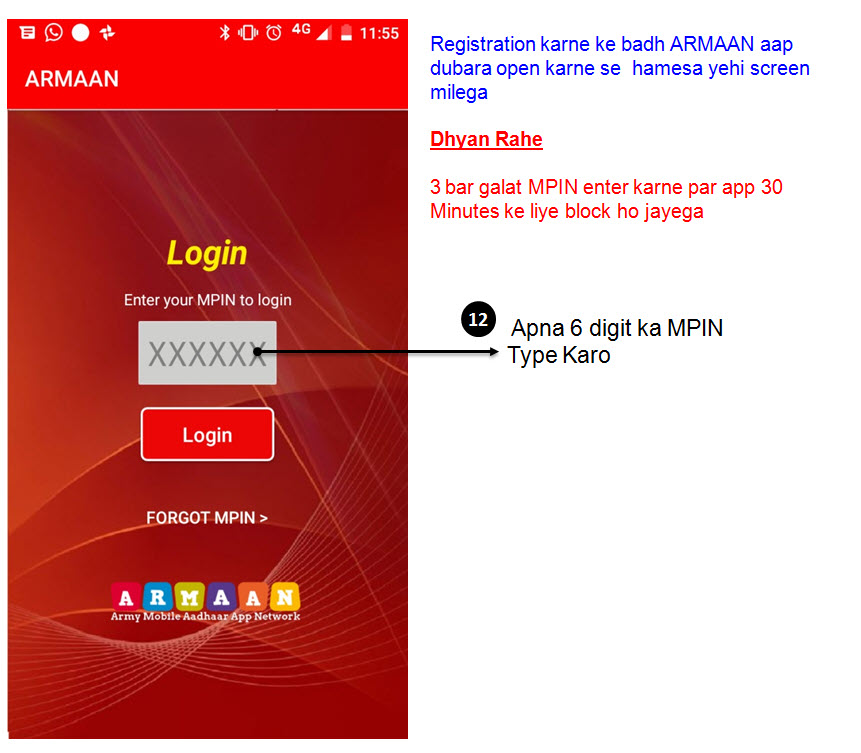 4G 11:55
ARMAAN
Login
Enter your MPIN to login
XXXXXX
Login
FORGOT MPIN >
ARMAAN
Army Mobile Aadhaar App Network
Registration karne ke badh ARMAAN aap
dubara open karne se hamesa yehi screen
milega
Dhyan Rahe
3 bar galat MPIN enter karne par app 30
Minutes ke liye block ho jayega
12
Apna 6 digit ka MPIN
Type Karo